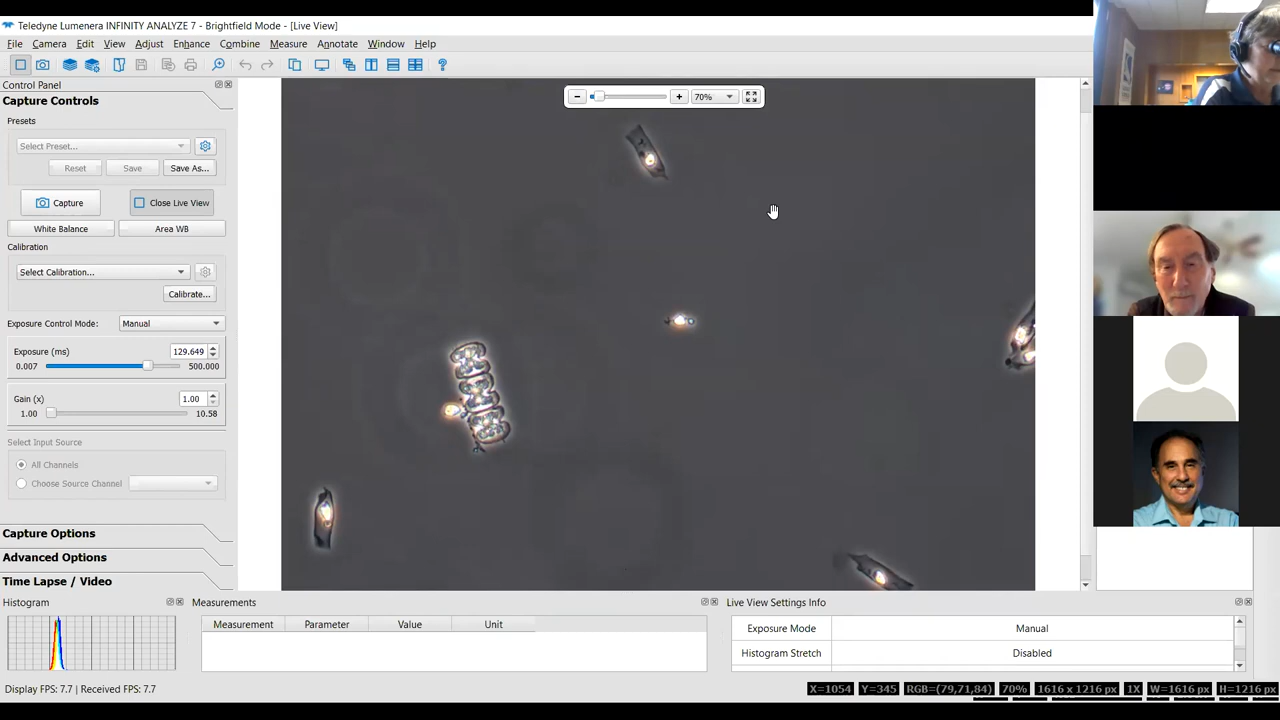 Teledyne Lumenera INFINITY ANALYZE 7 - Brightfield Mode - [Live View]
File Camera Edit View Adjust Enhance Combine Measure Annotate Window Help
Control Panel
Capture Controls
Presets
Select Preset...
Reset Save Save As...
Capture Close Live View
White Balance Area WB
Calibration
Select Calibration...
Calibrate...
Exposure Control Mode: Manual
Exposure (ms) 129.649
0.007 500.000
Gain (x) 1.00
1.00 10.58
Select Input Source
All Channels
Choose Source Channel
Capture Options
Advanced Options
Time Lapse / Video
70%
Histogram
Measurements
Measurement Parameter Value Unit
Live View Settings Info
Exposure Mode Manual
Histogram Stretch Disabled
Display FPS: 7.7 | Received FPS: 7.7
X=1054 Y=345 RGB=(79,71,84) 70% 1616 x 1216 px 1X W=1616 px H=1216 px